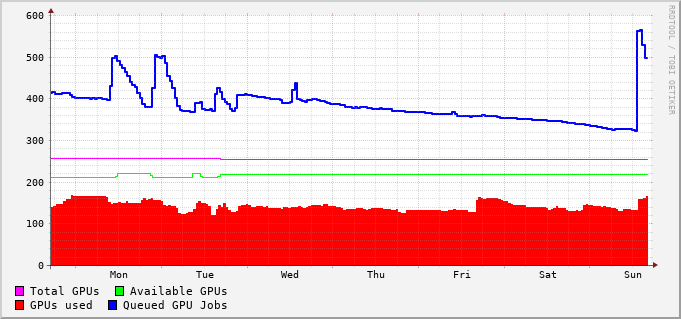 600
500
400
300
200
100
0
Mon Tue Wed Thu Fri Sat Sun
Total GPUs Available GPUs
GPUs used Queued GPU Jobs
RRDTOOL / TOBI OETIKER